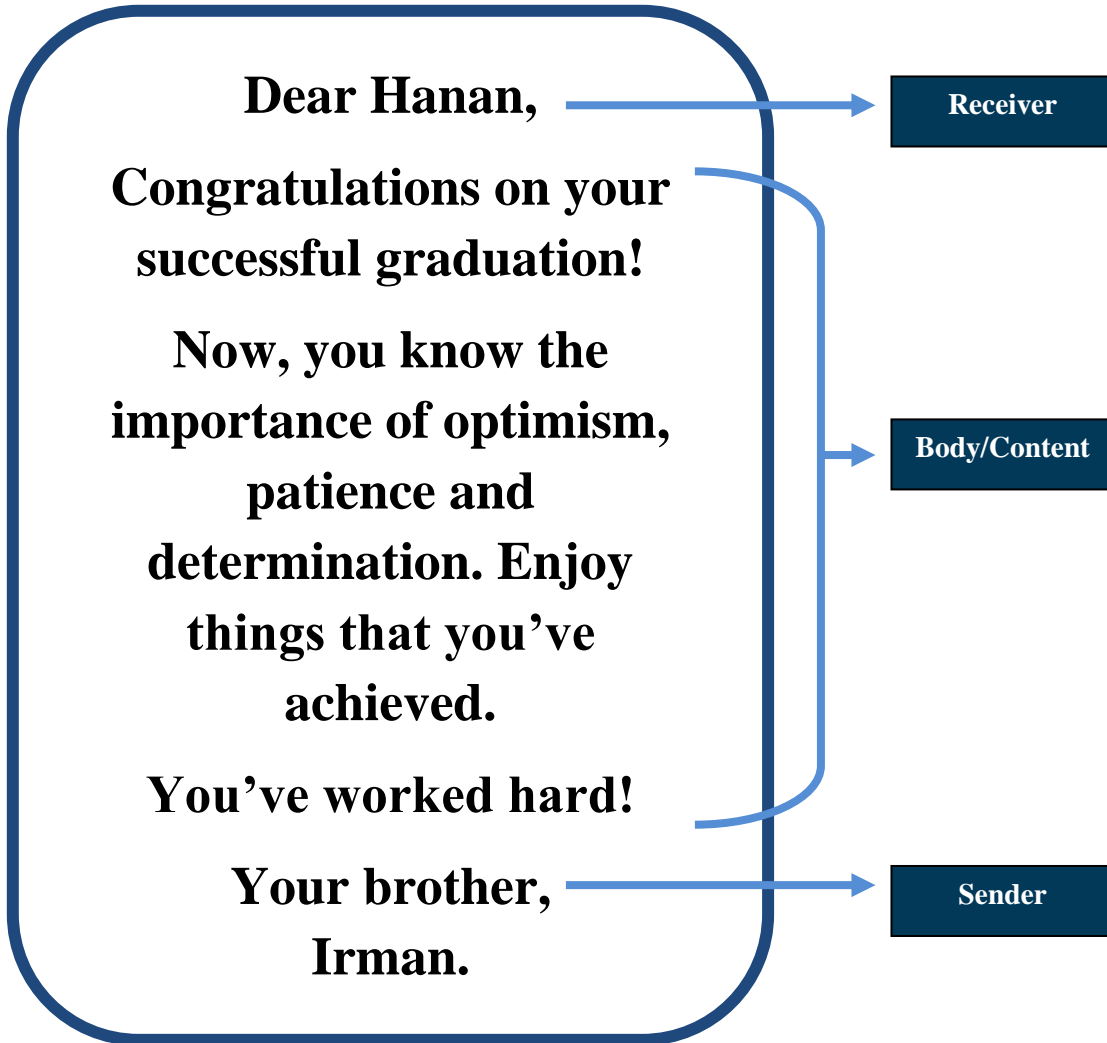 Dear Hanan,
Receiver
Congratulations on your
successful graduation!
Now, you know the
importance of optimism,
patience and
determination. Enjoy
things that you’ve
achieved.
You’ve worked hard!
Body/Content
Your brother,
Irman.
Sender